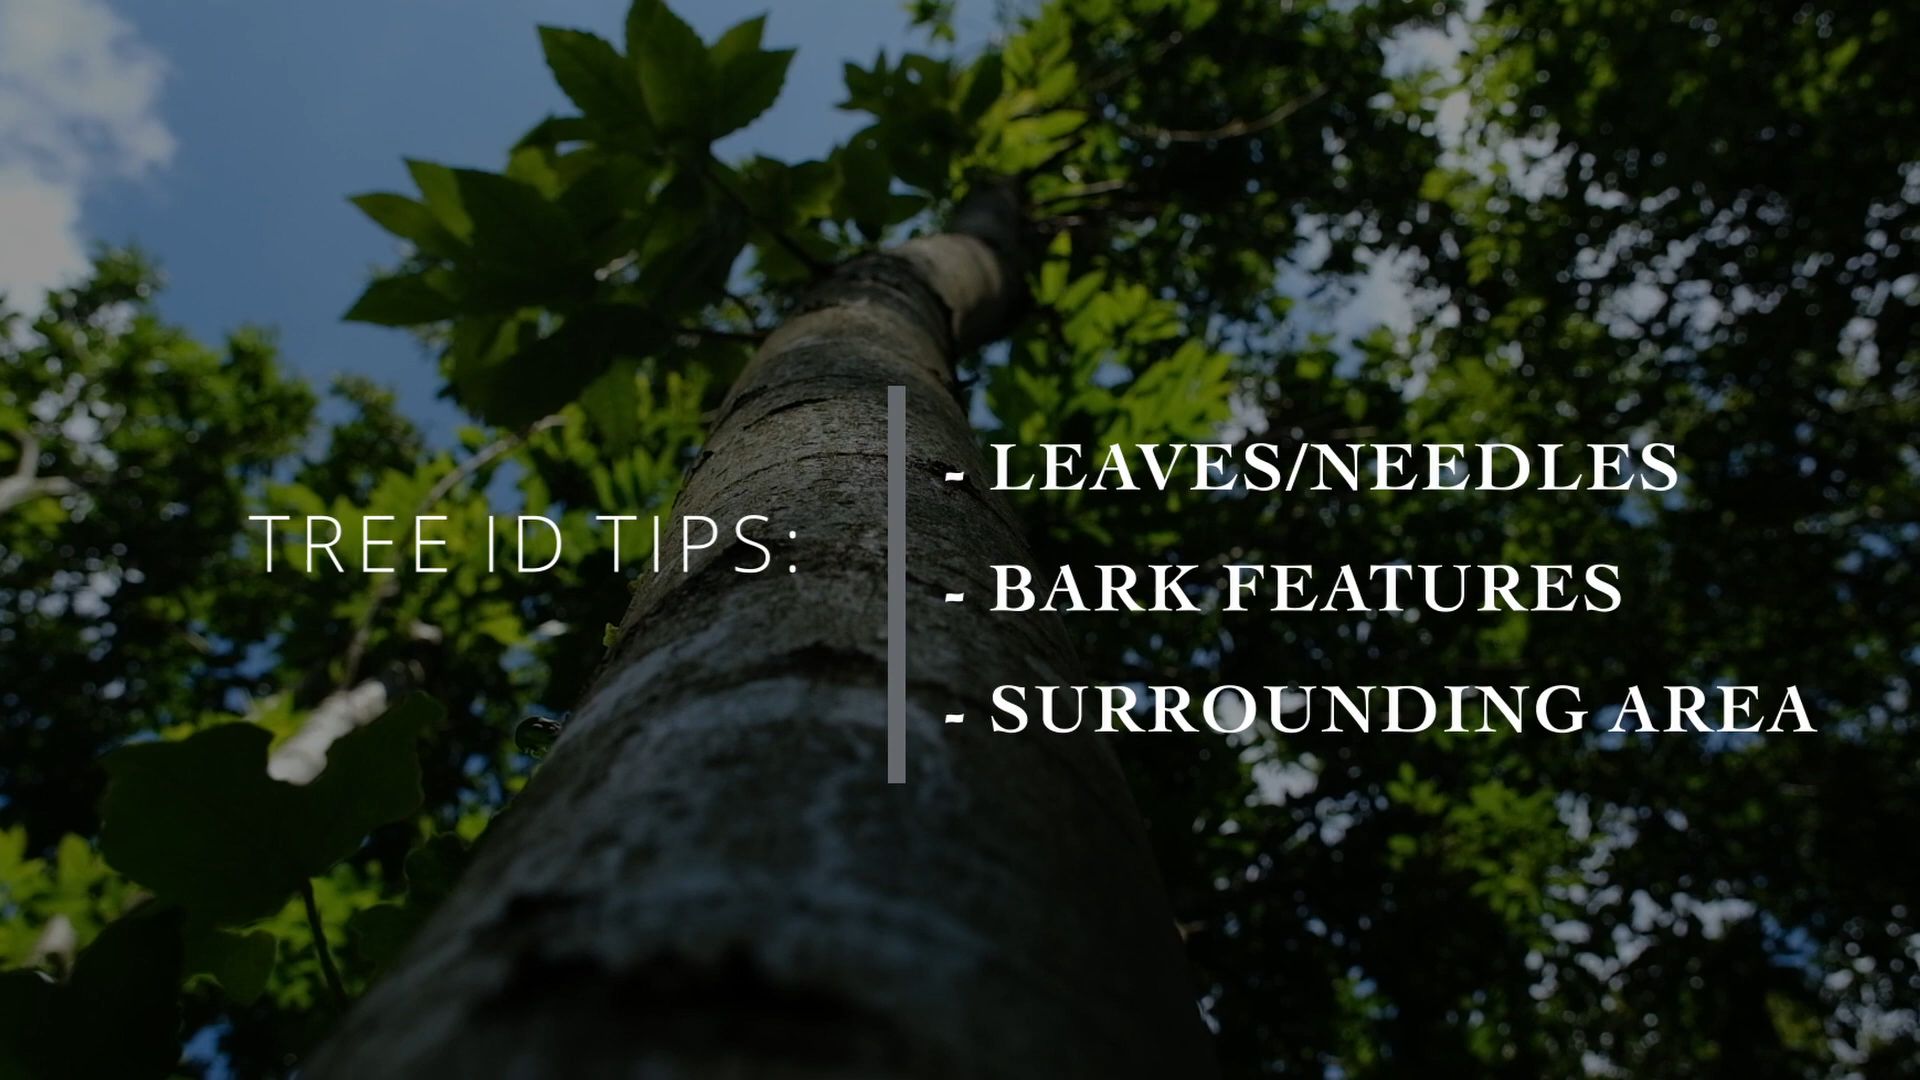 TREE ID TIPS:
- LEAVES/NEEDLES
- BARK FEATURES
- SURROUNDING AREA